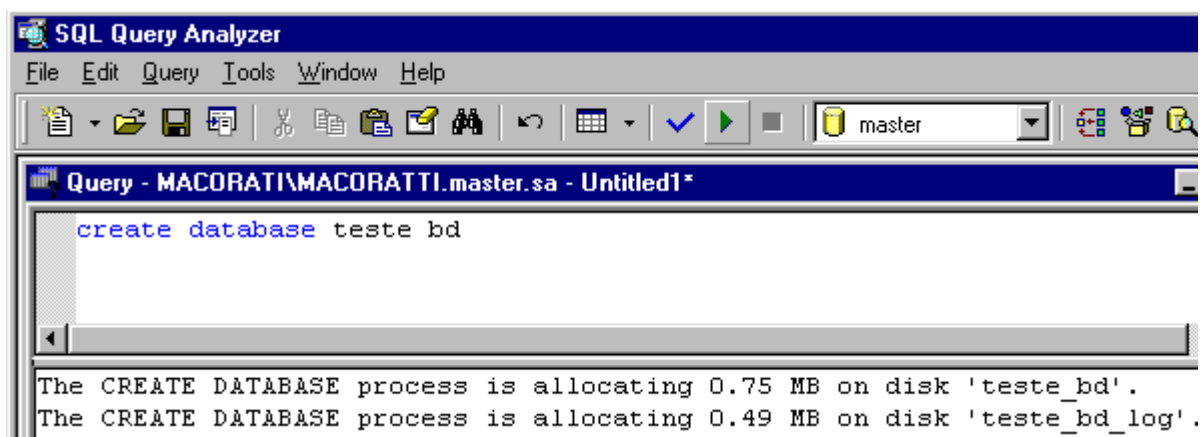 SQL Query Analyzer
File Edit Query Tools Window Help
master
Query - MACORATI\MACORATTI.master.sa - Untitled1*
create database teste bd
The CREATE DATABASE process is allocating 0.75 MB on disk 'teste_bd'.
The CREATE DATABASE process is allocating 0.49 MB on disk 'teste_bd_log'.